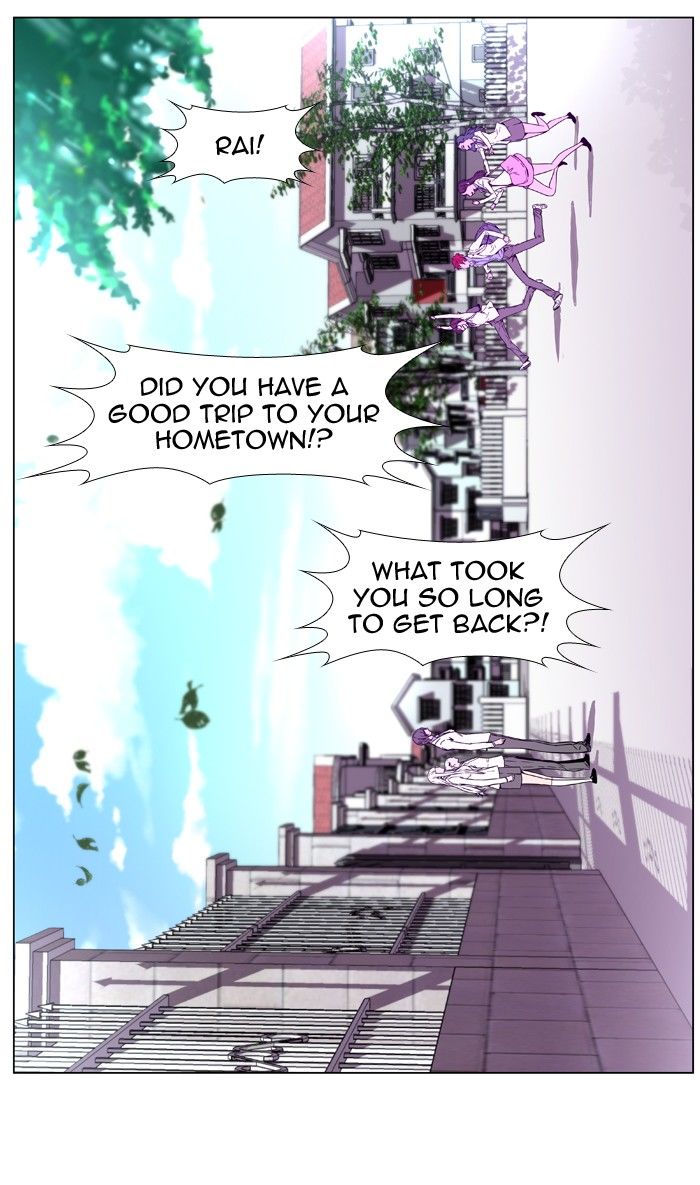 RAI!
DID YOU HAVE A
GOOD TRIP TO YOUR
HOMETOWN!?
WHAT TOOK
YOU SO LONG
TO GET BACK?!